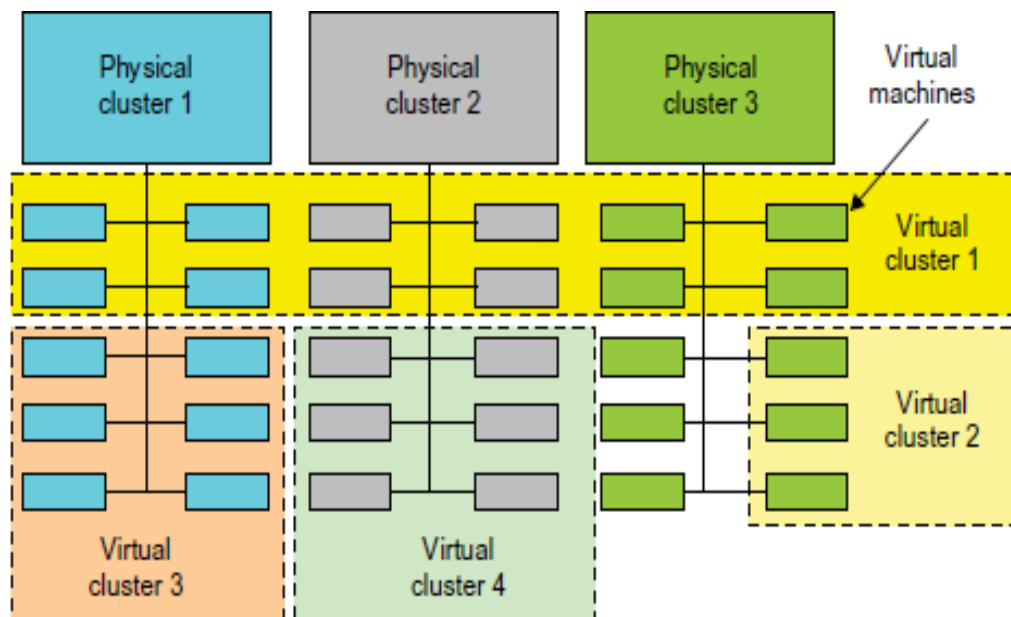 Physical
cluster 1
Physical
cluster 2
Physical
cluster 3
Virtual
machines
Virtual
cluster 1
Virtual
cluster 2
Virtual
cluster 3
Virtual
cluster 4